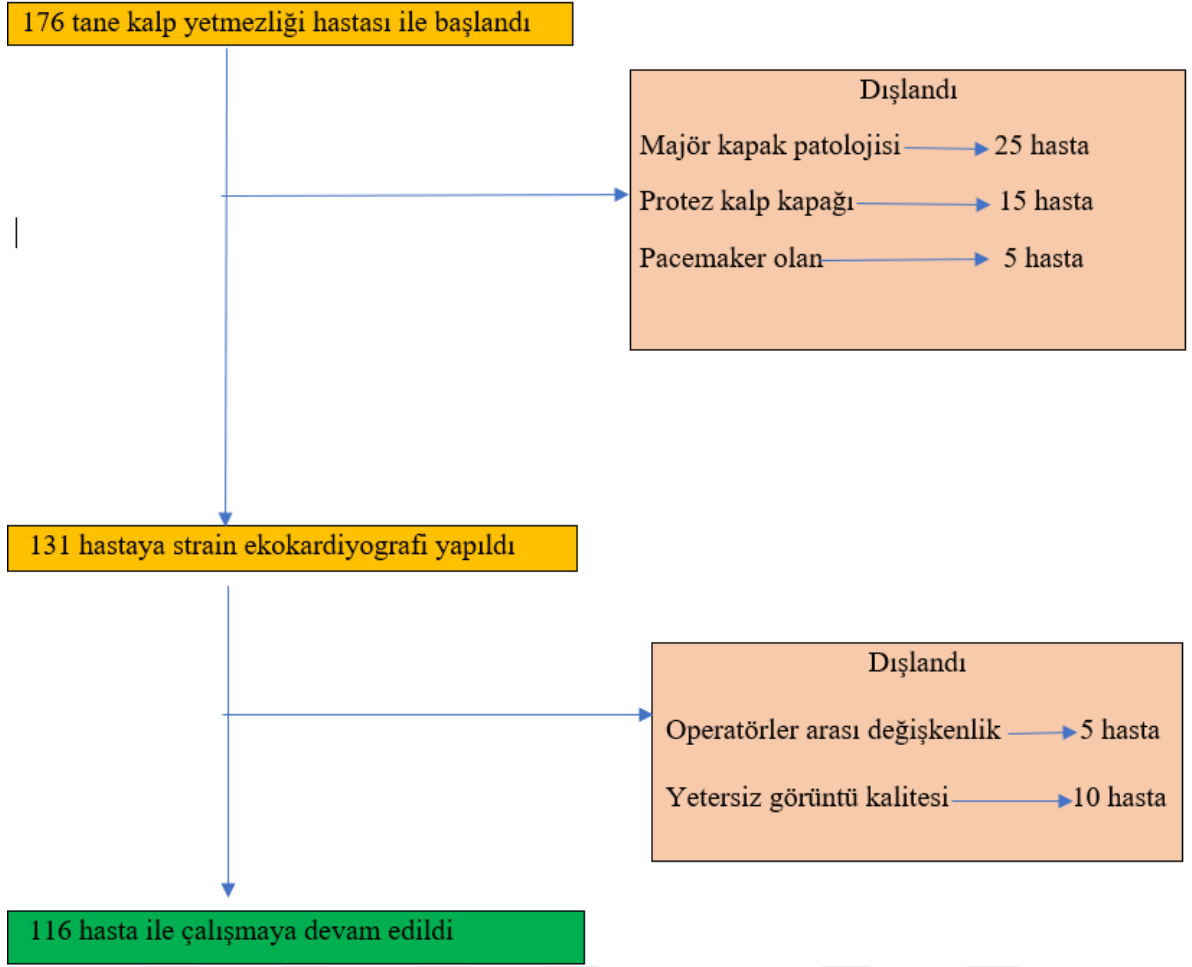 176 tane kalp yetmezliği hastası ile başlandı
Dışlandı
Majör kapak patolojisi 25 hasta
Protez kalp kapağı 15 hasta
Pacemaker olan 5 hasta
131 hastaya strain ekokardiyografi yapıldı
Dışlandı
Operatörler arası değişkenlik 5 hasta
Yetersiz görüntü kalitesi 10 hasta
116 hasta ile çalışmaya devam edildi